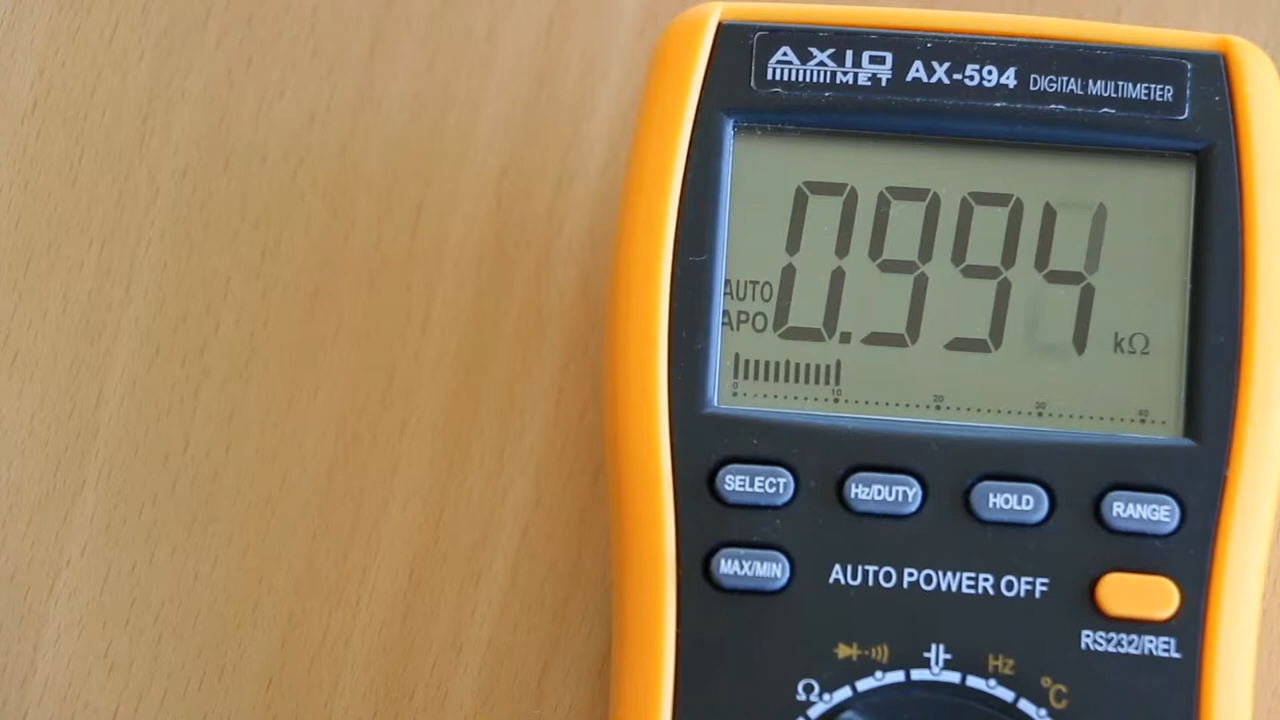 AXIO MET AX-594 DIGITAL MULTIMETER
0.994 kΩ
AUTO
APO
0 10 20 30 40
SELECT Hz/DUTY HOLD RANGE
MAX/MIN AUTO POWER OFF
RS232/REL
Ω Hz °C